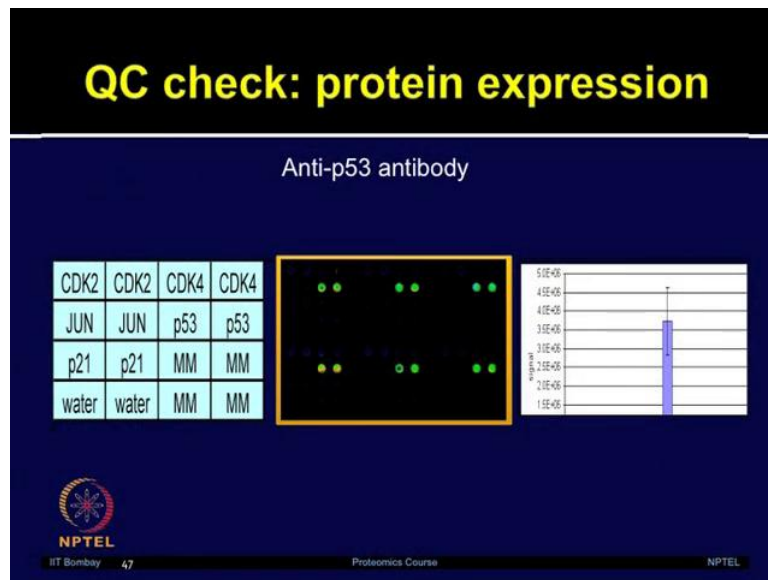 QC check: protein expression
Anti-p53 antibody
CDK2 CDK2 CDK4 CDK4
JUN JUN p53 p53
p21 p21 MM MM
water water MM MM
5.0E+06
4.5E+06
4.0E+06
3.5E+06
3.0E+06
2.5E+06
2.0E+06
1.5E+06
signal
NPTEL
IIT Bombay 47 Proteomics Course NPTEL